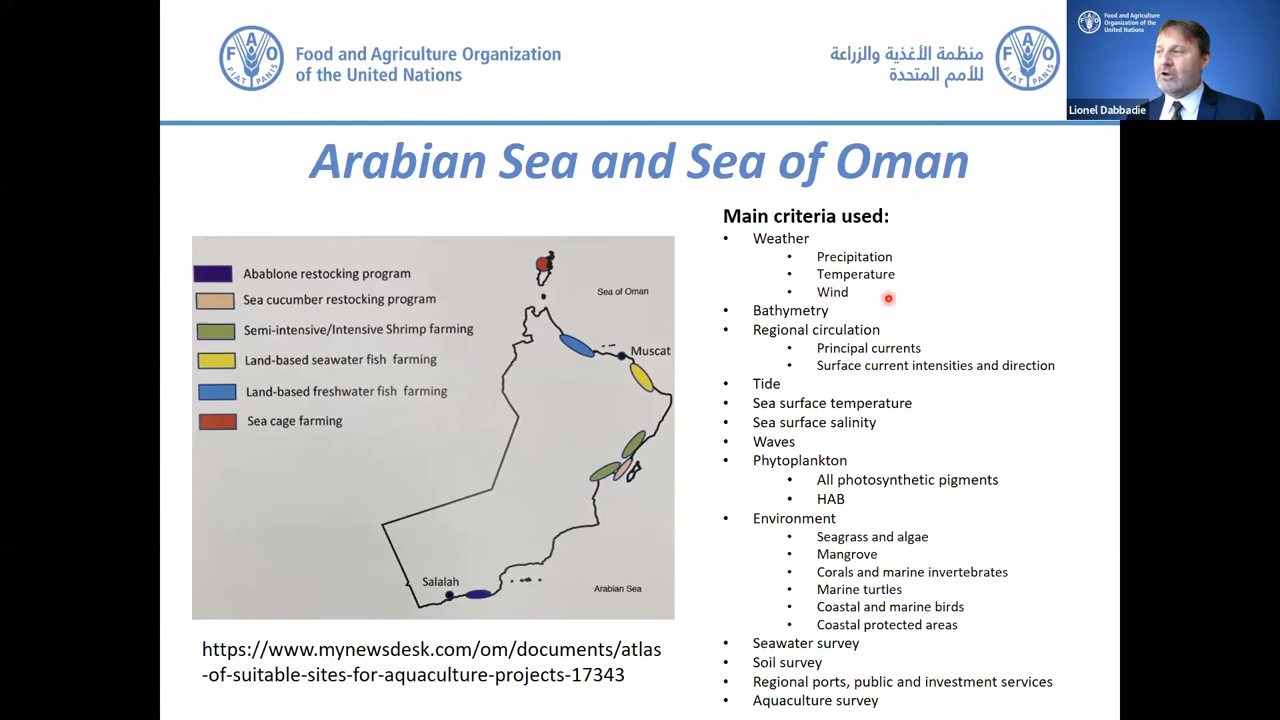 Food and Agriculture Organization
of the United Nations
منظمة الأغذية والزراعة
للأمم المتحدة
FAO
FIAT PANIS
FAO
FIAT PANIS
Food and Agriculture
Organization of the
United Nations
Lionel Dabbadie
Arabian Sea and Sea of Oman
Abablone restocking program
Sea cucumber restocking program
Semi-intensive/Intensive Shrimp farming
Land-based seawater fish farming
Land-based freshwater fish farming
Sea cage farming
Sea of Oman
Muscat
Salalah
Arabian Sea
https://www.mynewsdesk.com/om/documents/atlas
-of-suitable-sites-for-aquaculture-projects-17343
Main criteria used:
• Weather
• Precipitation
• Temperature
• Wind
• Bathymetry
• Regional circulation
• Principal currents
• Surface current intensities and direction
• Tide
• Sea surface temperature
• Sea surface salinity
• Waves
• Phytoplankton
• All photosynthetic pigments
• HAB
• Environment
• Seagrass and algae
• Mangrove
• Corals and marine invertebrates
• Marine turtles
• Coastal and marine birds
• Coastal protected areas
• Seawater survey
• Soil survey
• Regional ports, public and investment services
• Aquaculture survey